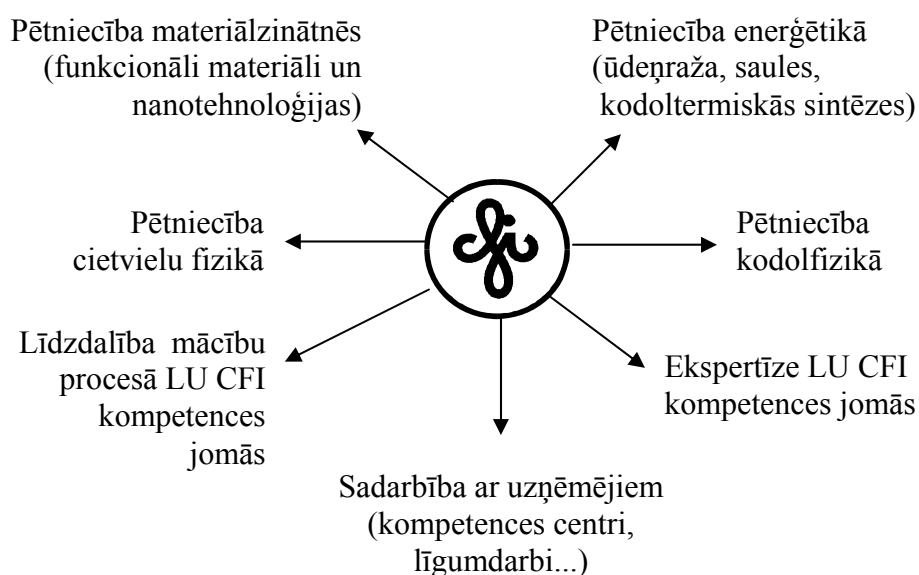 Pētniecība materiālzinātnēs
(funkcionāli materiāli un
nanotehnoloģijas)
Pētniecība enerģētikā
(ūdeņraža, saules,
kodoltermiskās sintēzes)
cfi
Pētniecība
cietvielu fizikā
Pētniecība
kodolfizikā
Līdzdalība mācību
procesā LU CFI
kompetences
jomās
Ekspertīze LU CFI
kompetences jomās
Sadarbība ar uzņēmējiem
(kompetences centri,
līgumdarbi...)